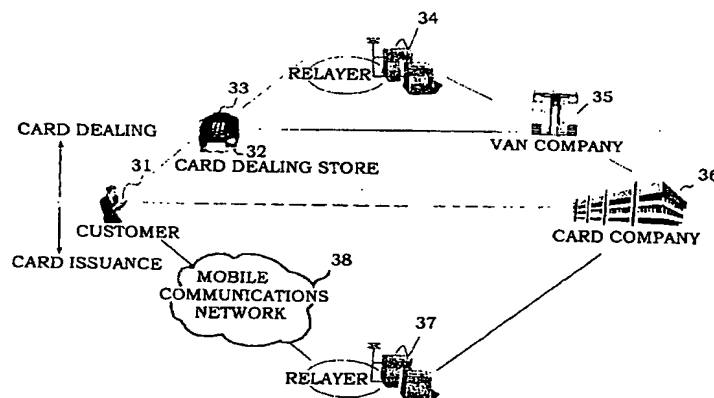 34
RELAYER
33
35
CARD DEALING
31
32
VAN COMPANY
CARD DEALING STORE
36
CUSTOMER
CARD COMPANY
CARD ISSUANCE
38
MOBILE
COMMUNICATIONS
NETWORK
37
RELAYER